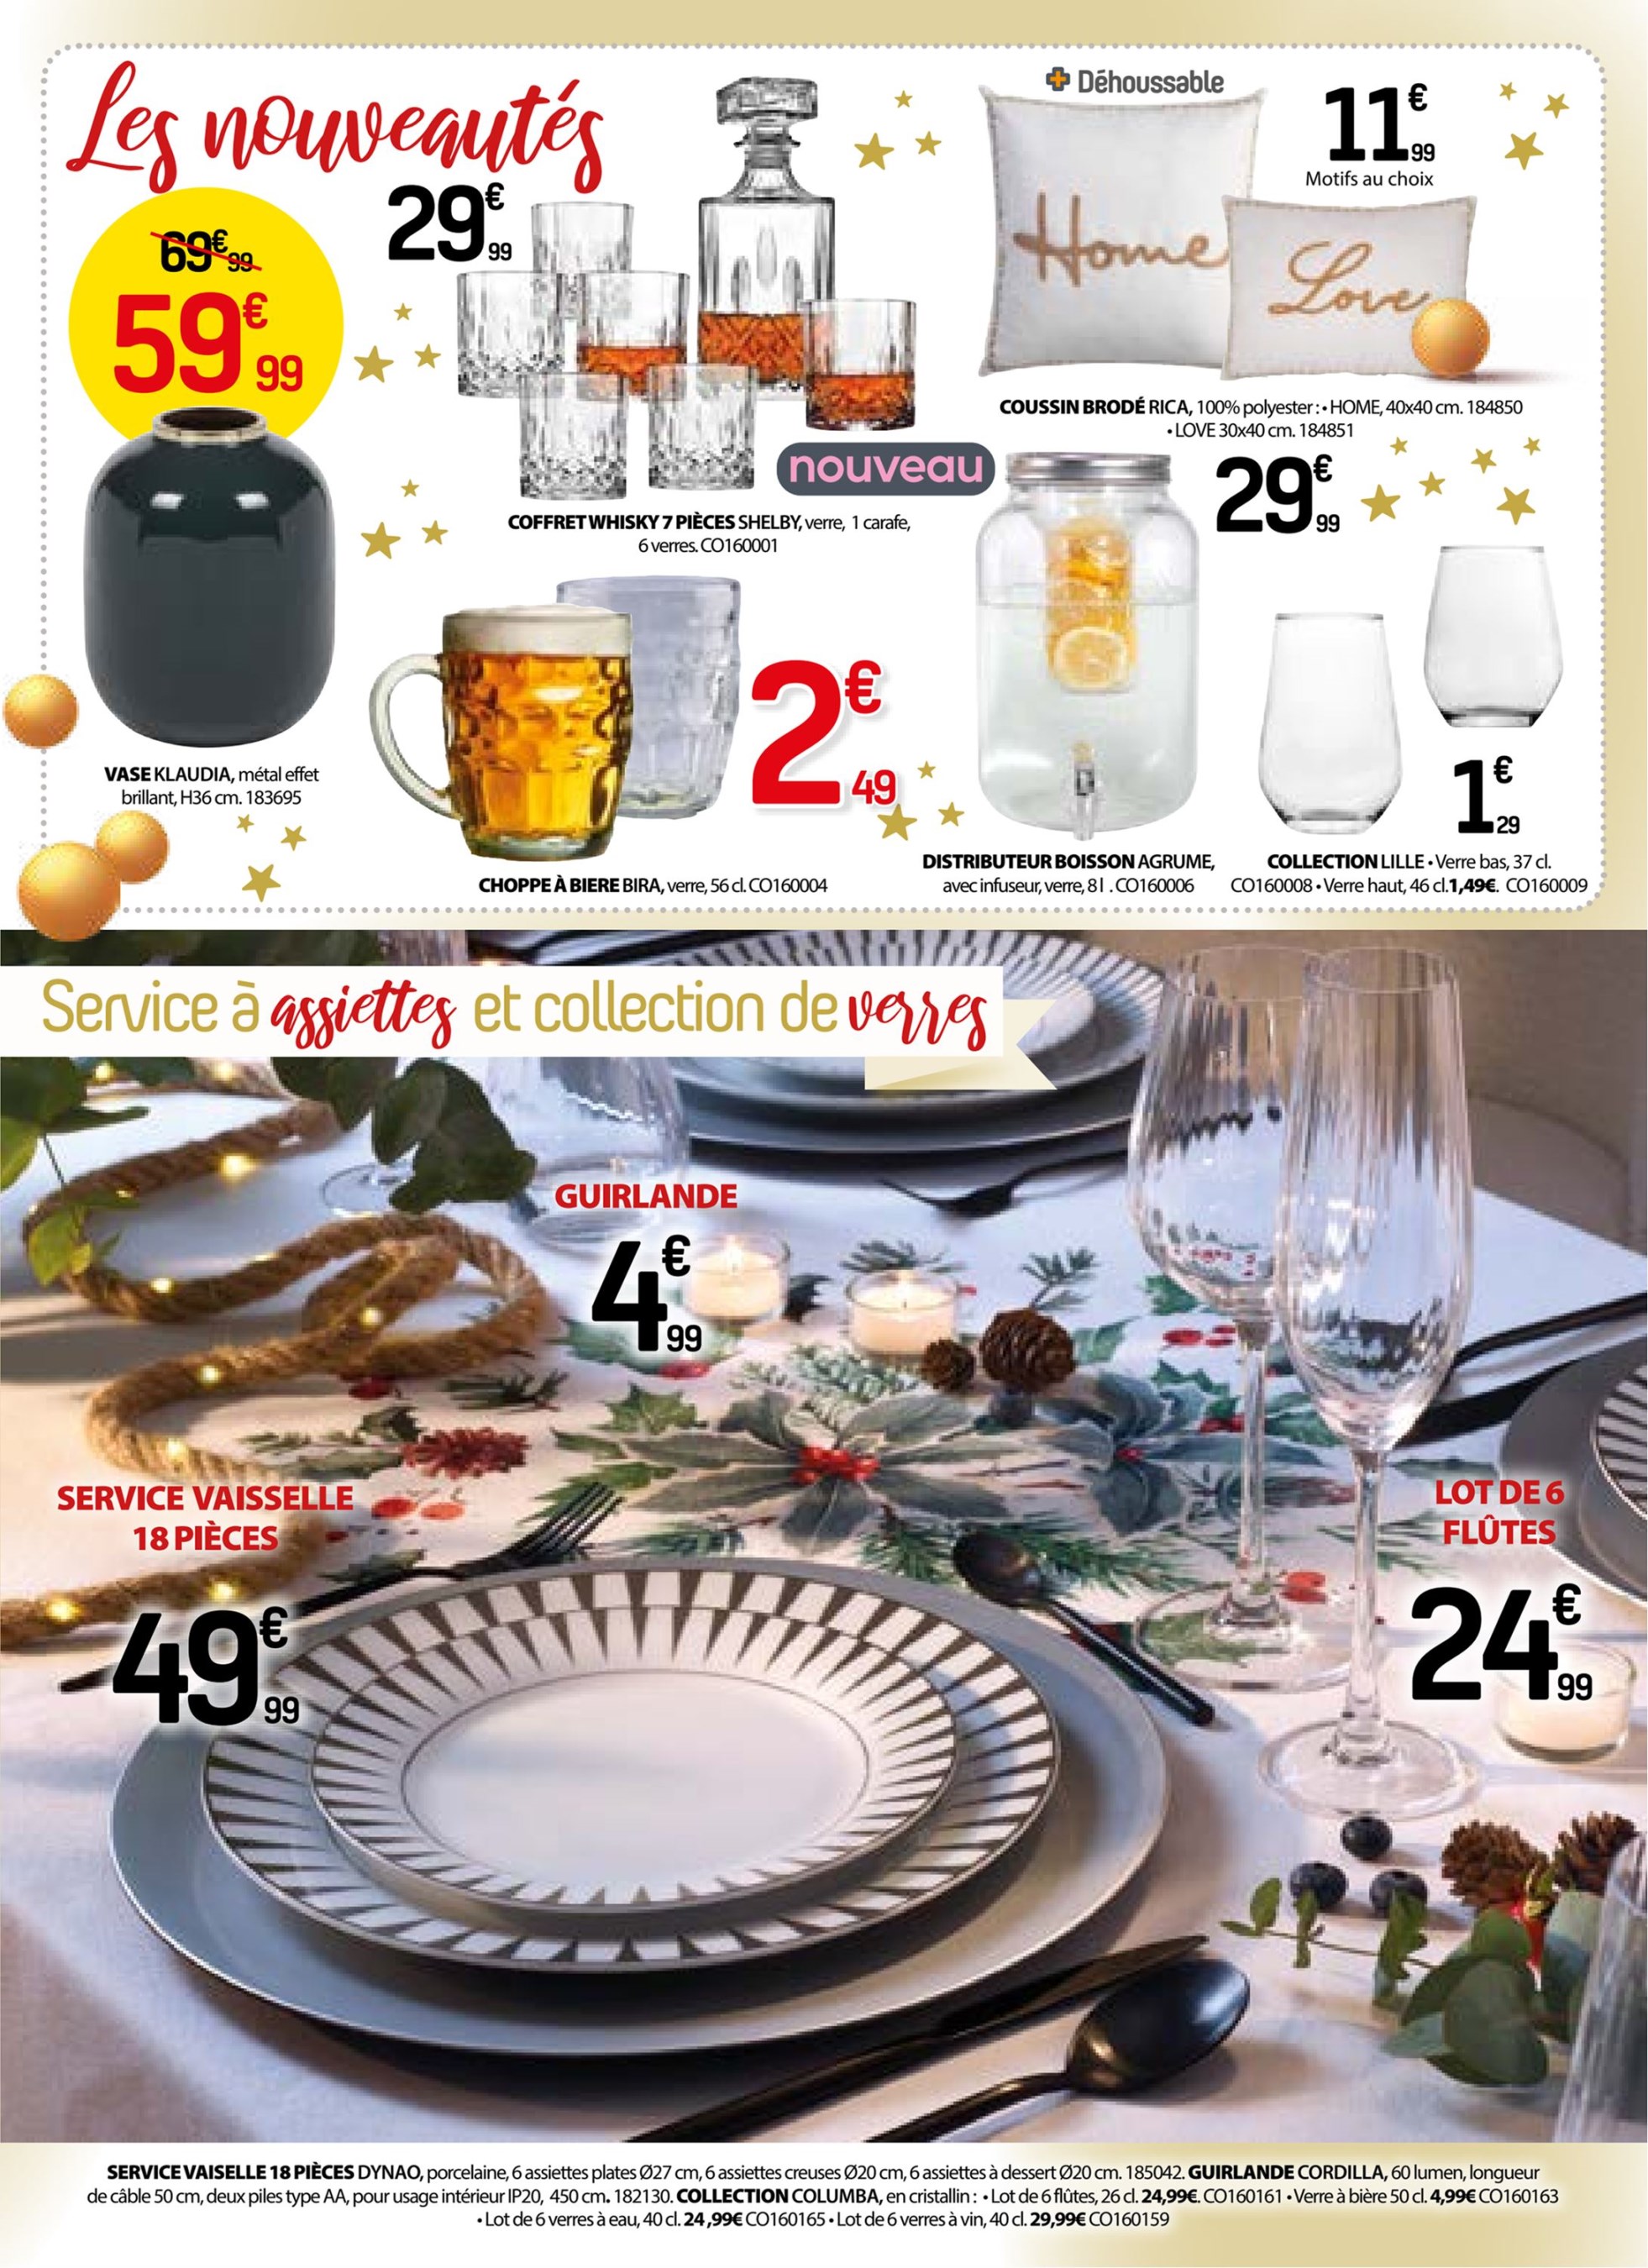 Les nouveautés
69€99
59€99
29€99
+ Déhoussable
11€99
Motifs au choix
Home
Love
COUSSIN BRODÉ RICA, 100% polyester : • HOME, 40x40 cm. 184850
• LOVE 30x40 cm. 184851
nouveau
29€99
COFFRET WHISKY 7 PIÈCES SHELBY, verre, 1 carafe,
6 verres. CO160001
2€49
VASE KLAUDIA, métal effet
brillant, H36 cm. 183695
1€29
CHOPPE À BIERE BIRA, verre, 56 cl. CO160004
DISTRIBUTEUR BOISSON AGRUME,
avec infuseur, verre, 8 l . CO160006
COLLECTION LILLE • Verre bas, 37 cl.
CO160008 • Verre haut, 46 cl. 1,49€. CO160009
Service à assiettes et collection de verres
GUIRLANDE
4€99
SERVICE VAISSELLE
18 PIÈCES
49€99
LOT DE 6
FLÛTES
24€99
SERVICE VAISELLE 18 PIÈCES DYNAO, porcelaine, 6 assiettes plates Ø27 cm, 6 assiettes creuses Ø20 cm, 6 assiettes à dessert Ø20 cm. 185042. GUIRLANDE CORDILLA, 60 lumen, longueur
de câble 50 cm, deux piles type AA, pour usage intérieur IP20, 450 cm. 182130. COLLECTION COLUMBA, en cristallin : • Lot de 6 flûtes, 26 cl. 24,99€. CO160161 • Verre à bière 50 cl. 4,99€ CO160163
• Lot de 6 verres à eau, 40 cl. 24,99€ CO160165 • Lot de 6 verres à vin, 40 cl. 29,99€ CO160159